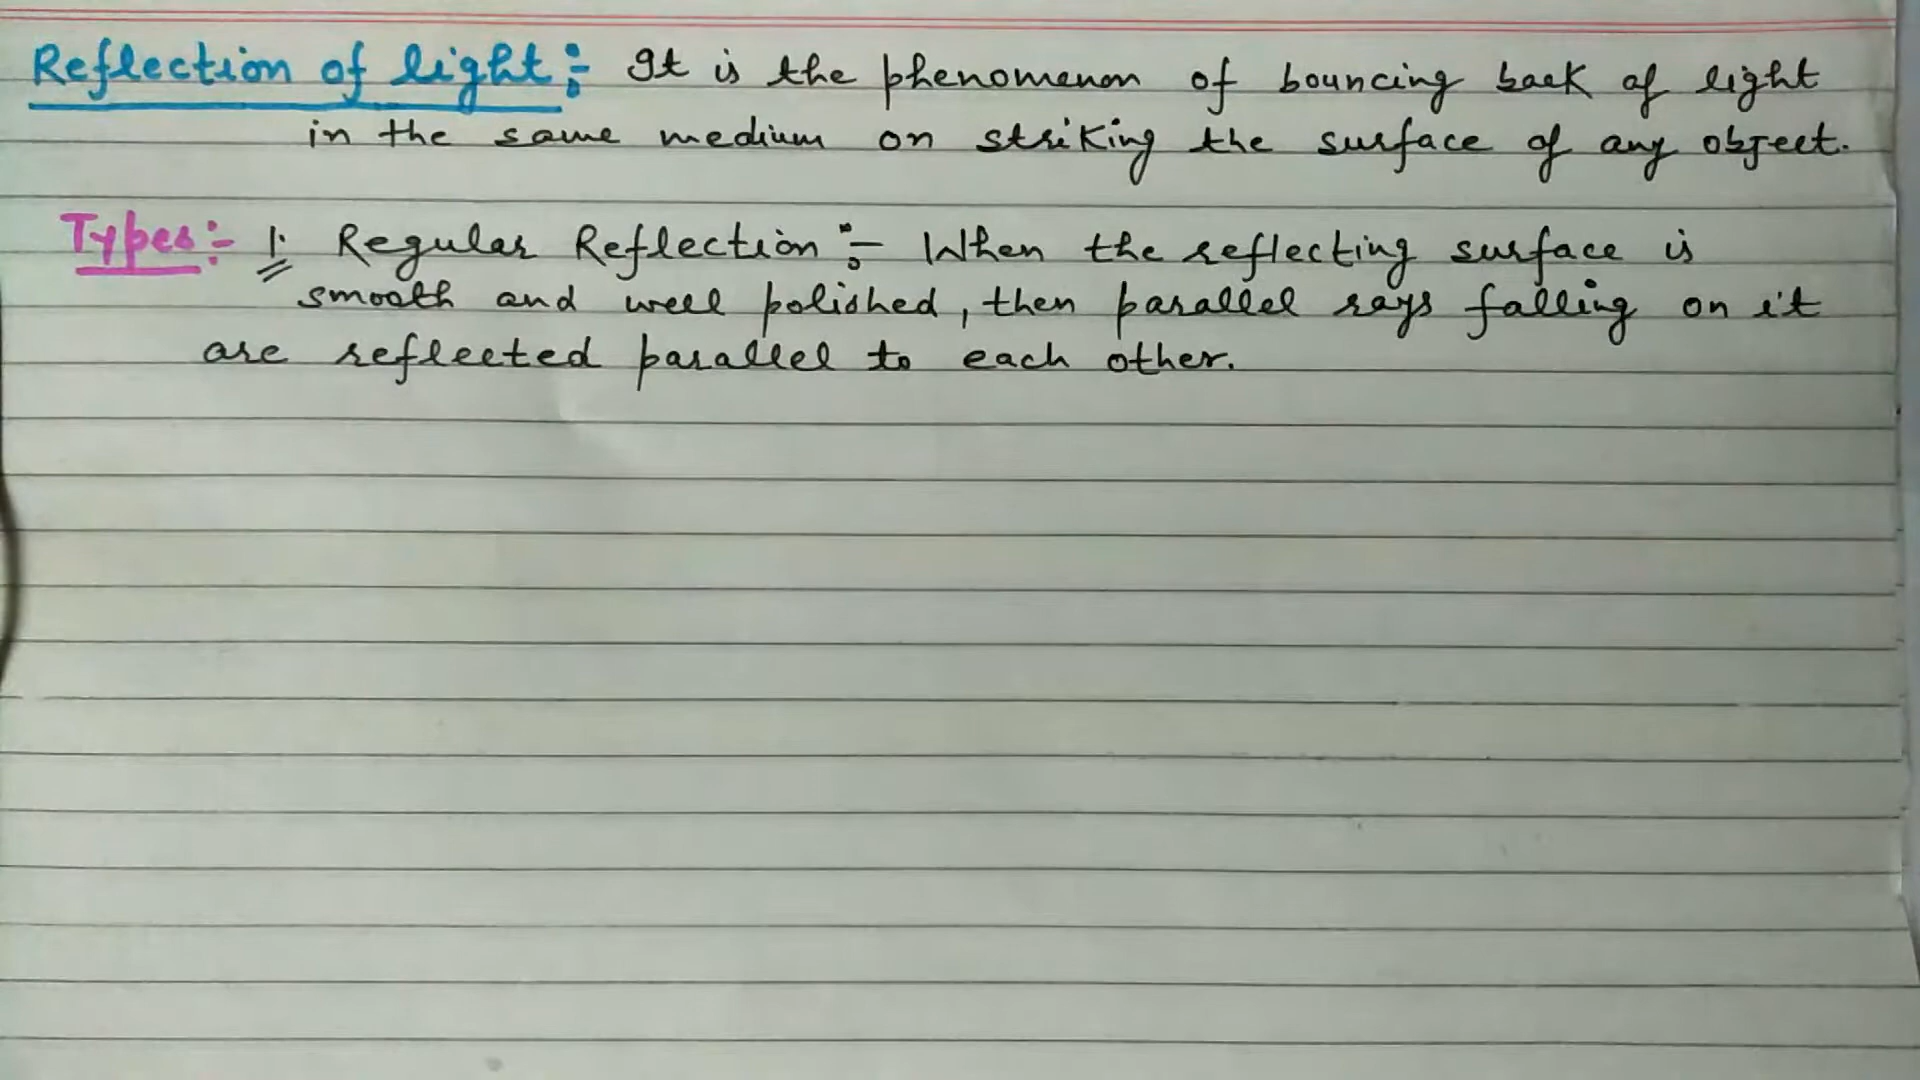 Reflection of light:- It is the phenomenon of bouncing back of light
in the same medium on striking the surface of any object.
Types:- 1. Regular Reflection:- When the reflecting surface is
smooth and well polished, then parallel rays falling on it
are reflected parallel to each other.